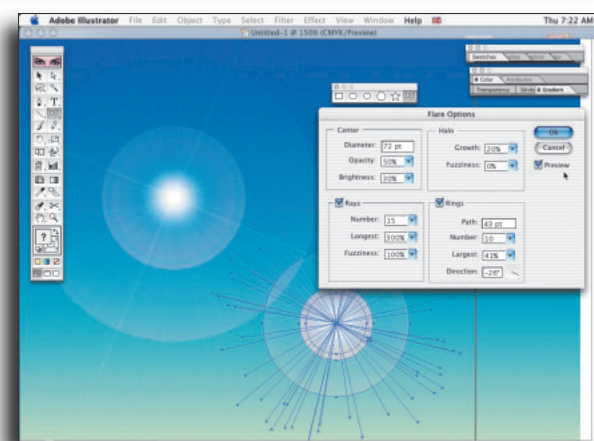 Adobe Illustrator File Edit Object Type Select Filter Effect View Window Help Thu 7:22 AM
Untitled-1 @ 150% (CMYK/Preview)
Swatches
Color Attributes
Transparency Gradient
Flare Options
Center
Diameter: 72 pt
Opacity: 50%
Brightness: 30%
Halo
Growth: 20%
Fuzziness: 0%
Ok
Cancel
Preview
Rays
Number: 15
Longest: 300%
Fuzziness: 100%
Rings
Path: 43 pt
Number: 10
Largest: 41%
Direction: -26°
T
?